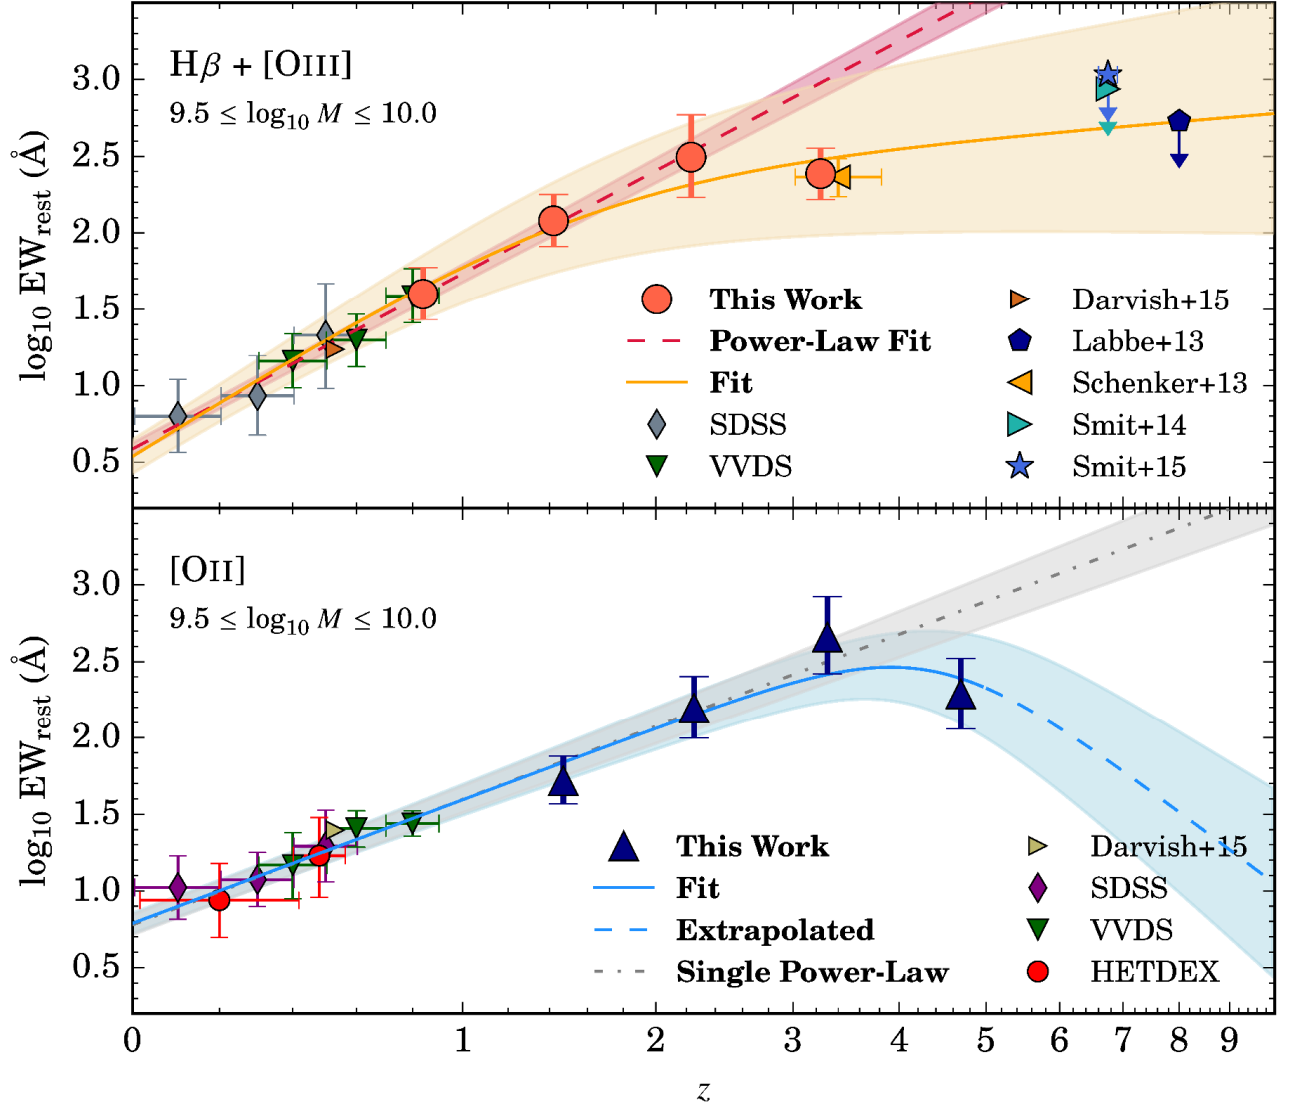 Hβ + [OIII]
9.5 ≤ log₁₀ M ≤ 10.0
log₁₀ EW_rest (Å)
3.0
2.5
2.0
1.5
1.0
0.5
This Work
Power-Law Fit
Fit
SDSS
VVDS
Darvish+15
Labbe+13
Schenker+13
Smit+14
Smit+15
[OII]
9.5 ≤ log₁₀ M ≤ 10.0
log₁₀ EW_rest (Å)
3.0
2.5
2.0
1.5
1.0
0.5
This Work
Fit
Extrapolated
Single Power-Law
Darvish+15
SDSS
VVDS
HETDEX
0 1 2 3 4 5 6 7 8 9
z